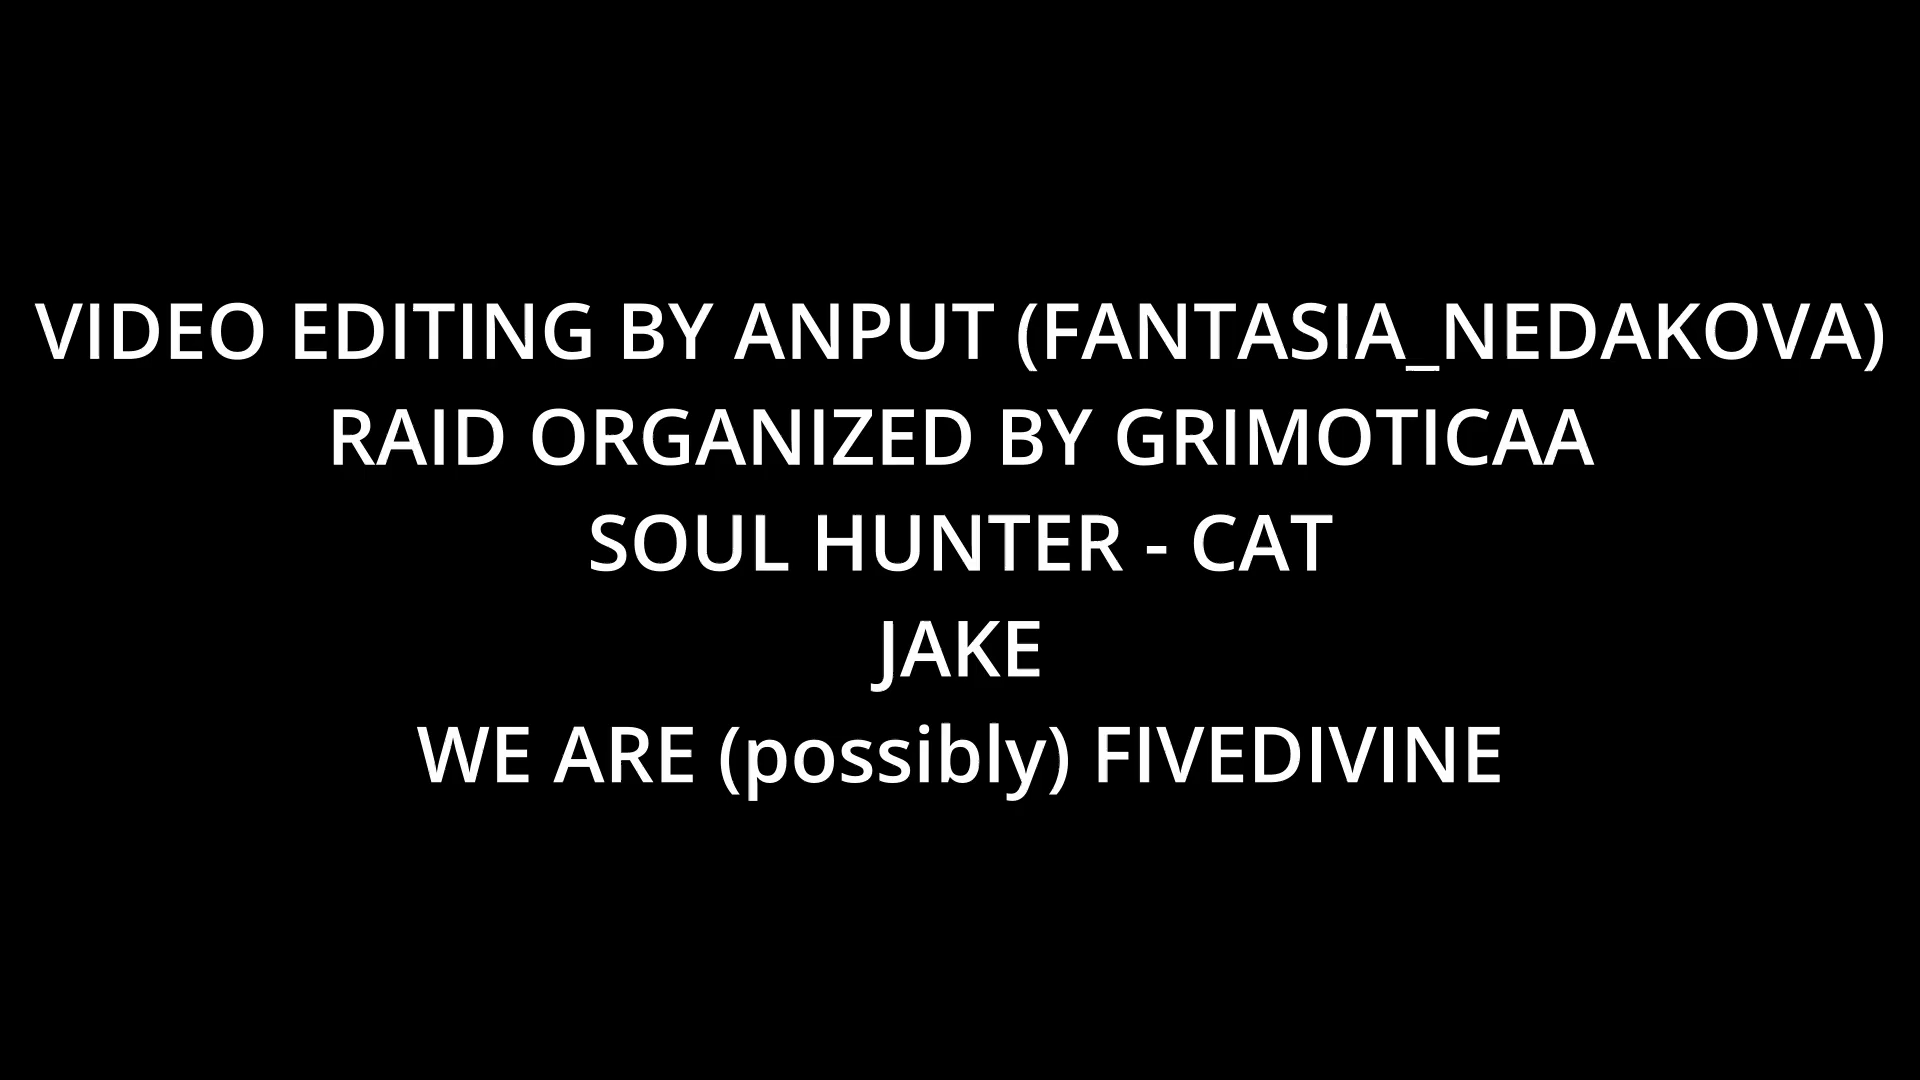 VIDEO EDITING BY ANPUT (FANTASIA_NEDAKOVA)
RAID ORGANIZED BY GRIMOTICAA
SOUL HUNTER - CAT
JAKE
WE ARE (possibly) FIVEDIVINE